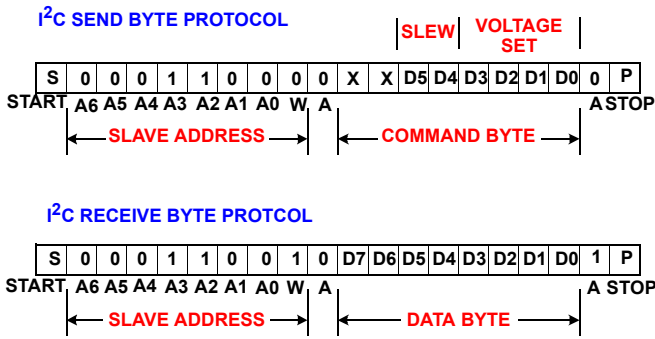 I²C SEND BYTE PROTOCOL
SLEW VOLTAGE SET
S 0 0 0 1 1 0 0 0 0 X X D5 D4 D3 D2 D1 D0 0 P
START A6 A5 A4 A3 A2 A1 A0 W A A STOP
SLAVE ADDRESS COMMAND BYTE
I²C RECEIVE BYTE PROTCOL
S 0 0 0 1 1 0 0 1 0 D7 D6 D5 D4 D3 D2 D1 D0 1 P
START A6 A5 A4 A3 A2 A1 A0 W A A STOP
SLAVE ADDRESS DATA BYTE